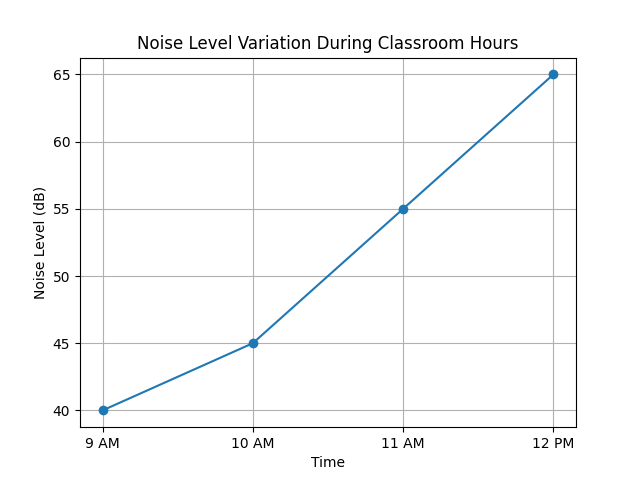 Noise Level Variation During Classroom Hours
65
60
55
50
45
40
Noise Level (dB)
9 AM
10 AM
11 AM
12 PM
Time